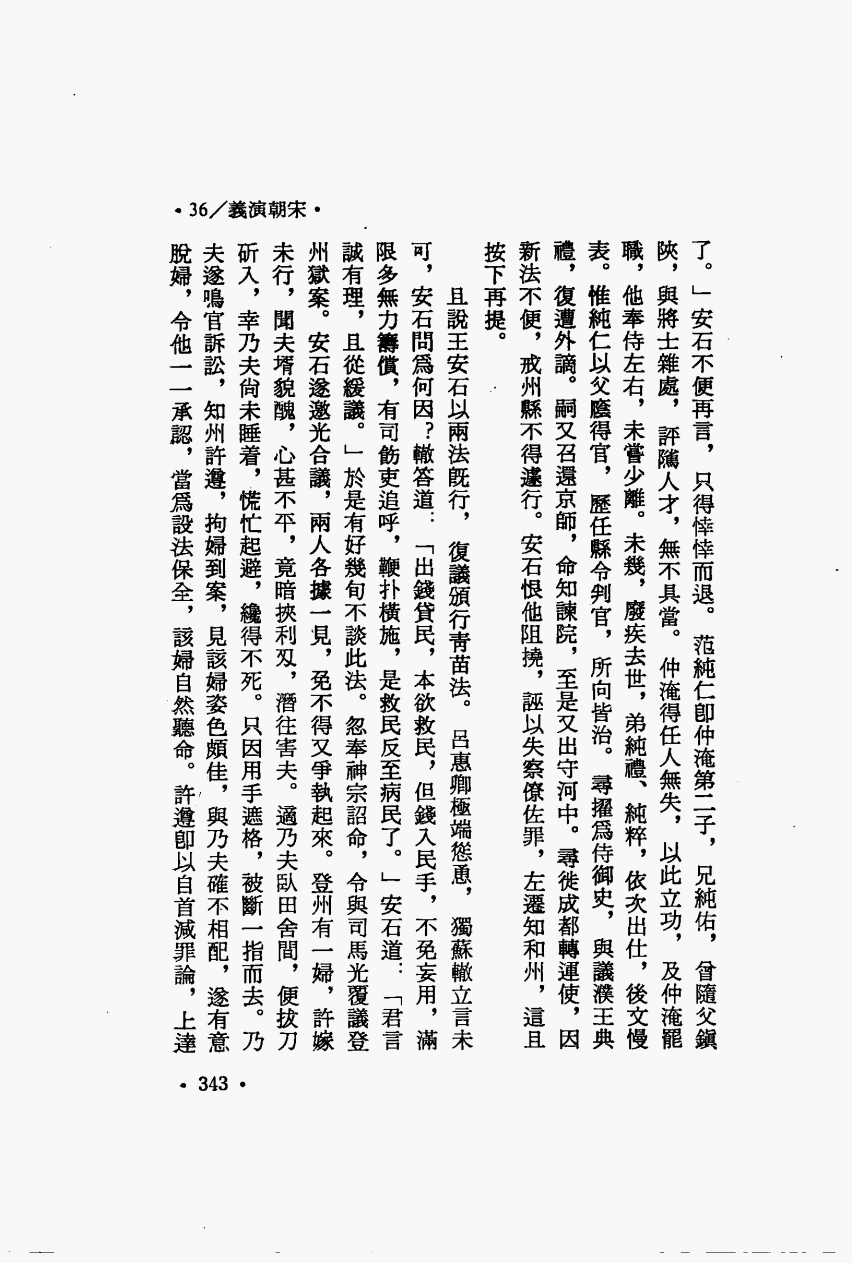 •36／義演朝宋•
了。」安石不便再言，只得悻悻而退。范純仁卽仲淹第二子，兄純佑，曾隨父鎭
陝，與將士雜處，評隲人才，無不具當。仲淹得任人無失，以此立功，及仲淹罷
職，他奉侍左右，未嘗少離。未幾，廢疾去世，弟純禮、純粹，依次出仕，後文慢
表。惟純仁以父廕得官，歷任縣令判官，所向皆治。尋擢爲侍御史，與議濮王典
禮，復遭外謫。嗣又召還京師，命知諫院，至是又出守河中。尋徙成都轉運使，因
新法不便，戒州縣不得遽行。安石恨他阻撓，誣以失察僚佐罪，左遷知和州，這且
按下再提。
且說王安石以兩法旣行，復議頒行靑苗法。呂惠卿極端慫恿，獨蘇轍立言未
可，安石問爲何因？轍答道：「出錢貸民，本欲救民，但錢入民手，不免妄用，滿
限多無力籌償，有司飭吏追呼，鞭扑橫施，是救民反至病民了。」安石道：「君言
誠有理，且從緩議。」於是有好幾旬不談此法。忽奉神宗詔命，令與司馬光覆議登
州獄案。安石遂邀光合議，兩人各據一見，免不得又爭執起來。登州有一婦，許嫁
未行，聞夫壻貌醜，心甚不平，竟暗挾利刄，潛往害夫。適乃夫臥田舍間，便拔刀
斫入，幸乃夫尙未睡着，慌忙起避，纔得不死。只因用手遮格，被斷一指而去。乃
夫遂鳴官訴訟，知州許遵，拘婦到案，見該婦姿色頗佳，與乃夫確不相配，遂有意
脫婦，令他一一承認，當爲設法保全，該婦自然聽命。許遵卽以自首減罪論，上達
•343•